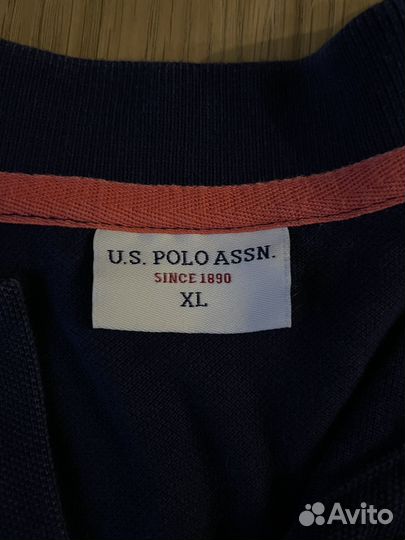 U.S. POLO ASSN.
SINCE 1890
XL
Avito